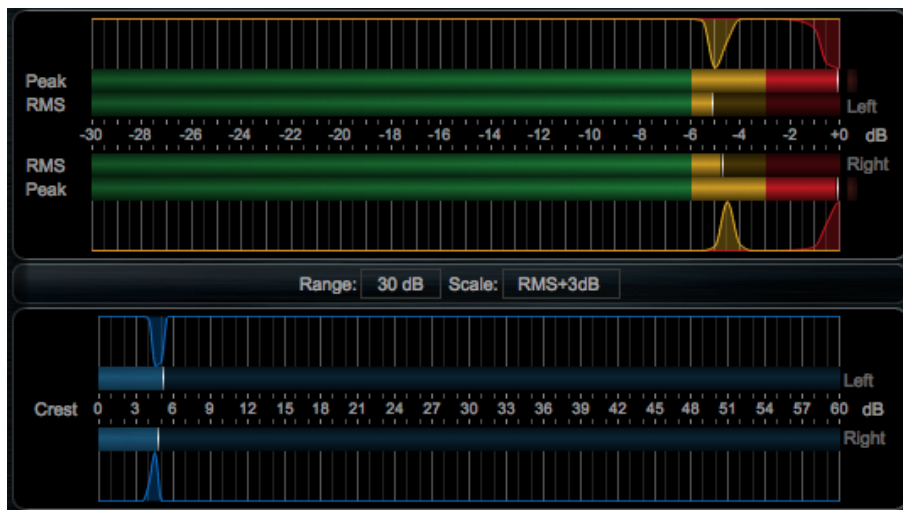 Peak
RMS
Left
-30 -28 -26 -24 -22 -20 -18 -16 -14 -12 -10 -8 -6 -4 -2 +0 dB
RMS
Right
Peak
Range: 30 dB Scale: RMS+3dB
Left
Crest 0 3 6 9 12 15 18 21 24 27 30 33 36 39 42 45 48 51 54 57 60 dB
Right